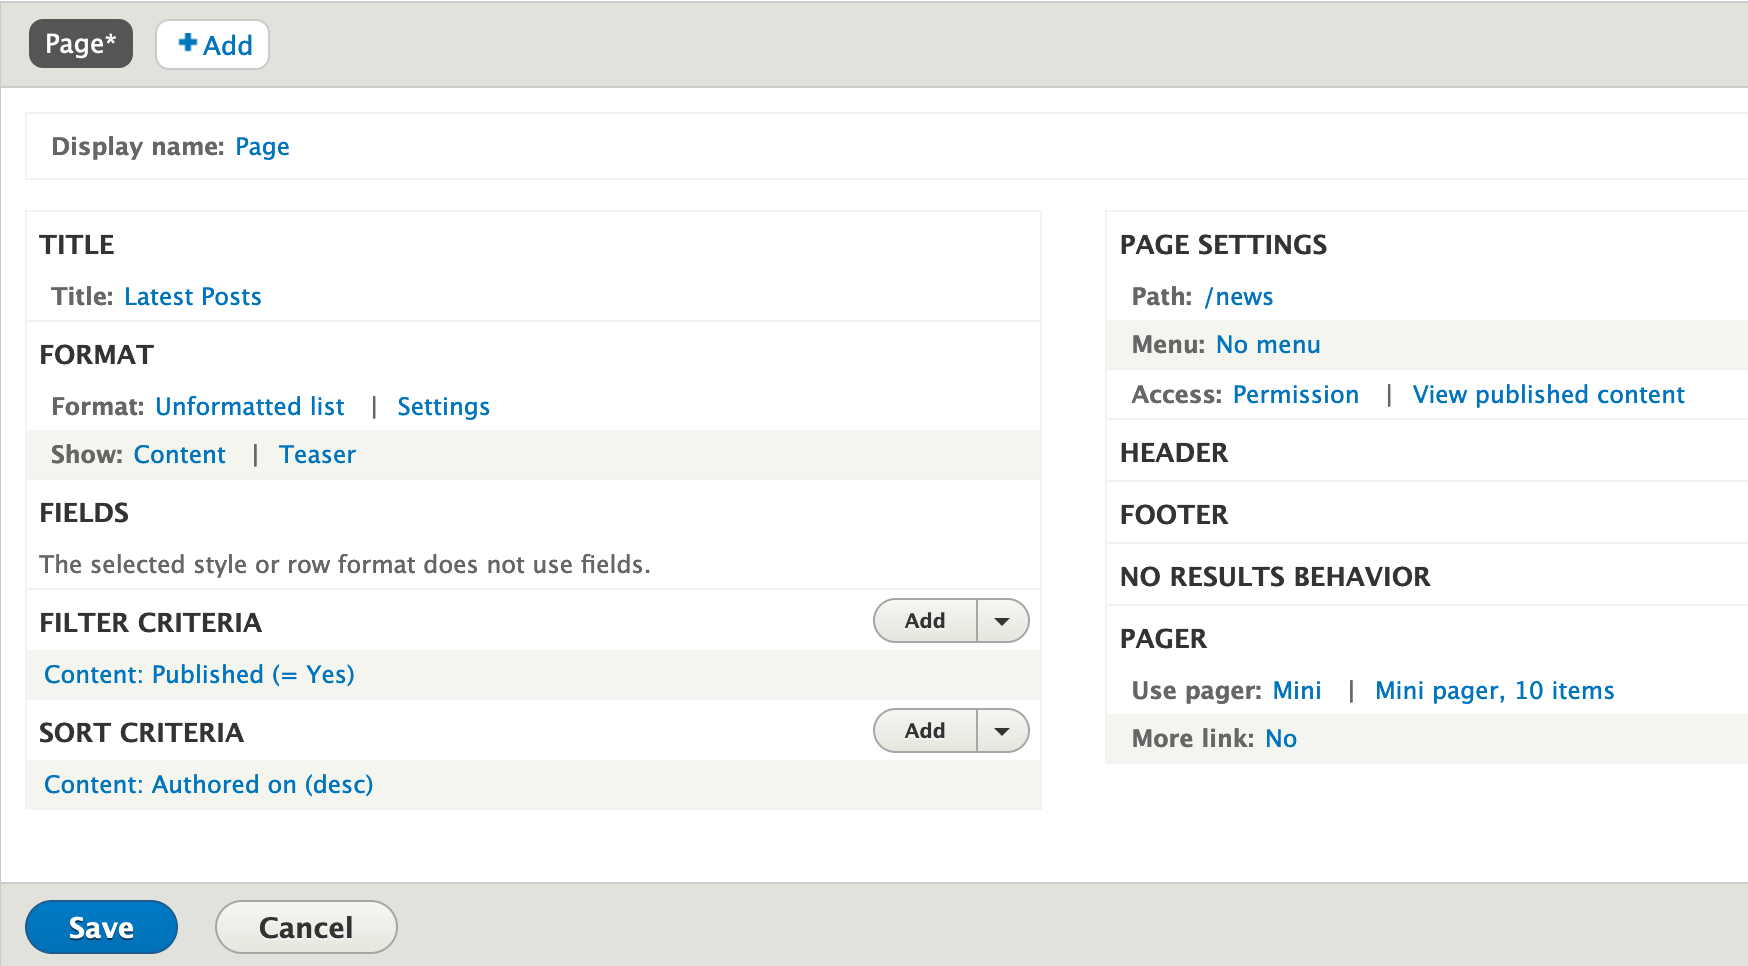 Page*
Add
Display name: Page
TITLE
Title: Latest Posts
FORMAT
Format: Unformatted list | Settings
Show: Content | Teaser
FIELDS
The selected style or row format does not use fields.
FILTER CRITERIA
Add
Content: Published (= Yes)
SORT CRITERIA
Add
Content: Authored on (desc)
PAGE SETTINGS
Path: /news
Menu: No menu
Access: Permission | View published content
HEADER
FOOTER
NO RESULTS BEHAVIOR
PAGER
Use pager: Mini | Mini pager, 10 items
More link: No
Save
Cancel